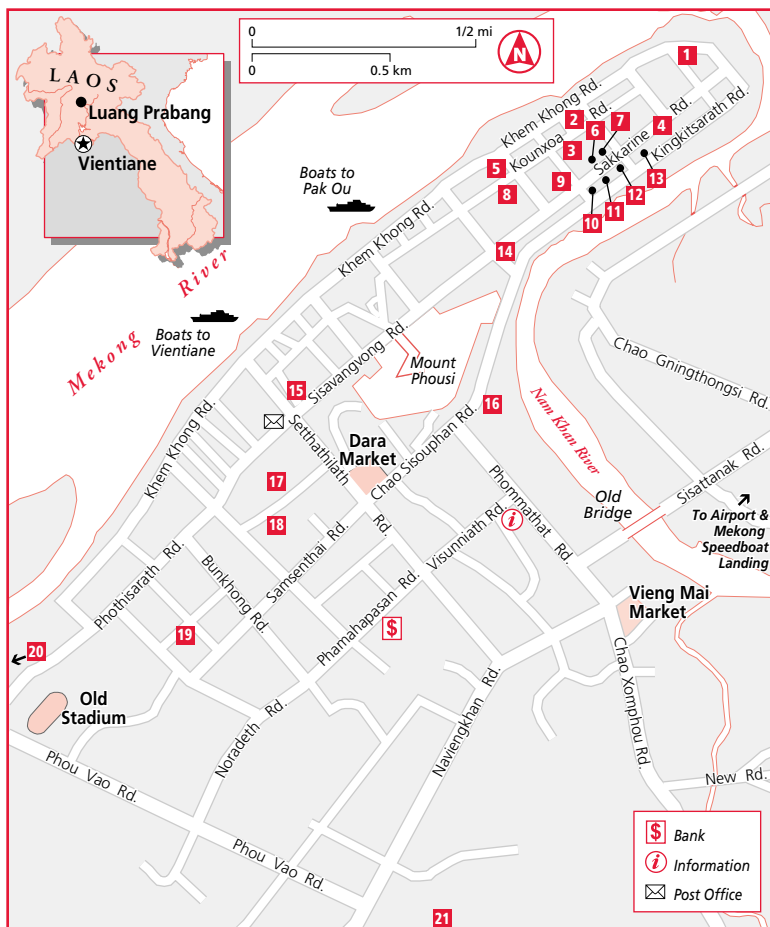 LAOS
Luang Prabang
Vientiane
0
1/2 mi
0
0.5 km
N
1
Khem Khong Rd.
2
7
6
4
Kounxoa Rd.
3
Sakkarine Rd.
Kingkitsarath Rd.
5
8
9
13
12
11
10
Boats to
Pak Ou
Khem Khong Rd.
14
Mekong River
Boats to
Vientiane
Sisavangvong Rd.
Mount
Phousi
Chao Gningthongsi Rd.
Nam Khan River
15
16
Khem Khong Rd.
Setthathilath Rd.
Dara
Market
Chao Sisouphan Rd.
17
Phommathat Rd.
Old
Bridge
Sisattanak Rd.
To Airport &
Mekong
Speedboat
Landing
18
i
Visunniath Rd.
Phothisarath Rd.
Bunkhong Rd.
Samsenthai Rd.
Phamahapasan Rd.
Vieng Mai
Market
19
$
20
Old
Stadium
Noradeth Rd.
Naviengkhan Rd.
Chao Xomphou Rd.
Phou Vao Rd.
New Rd.
Phou Vao Rd.
$ Bank
i Information
Post Office
21